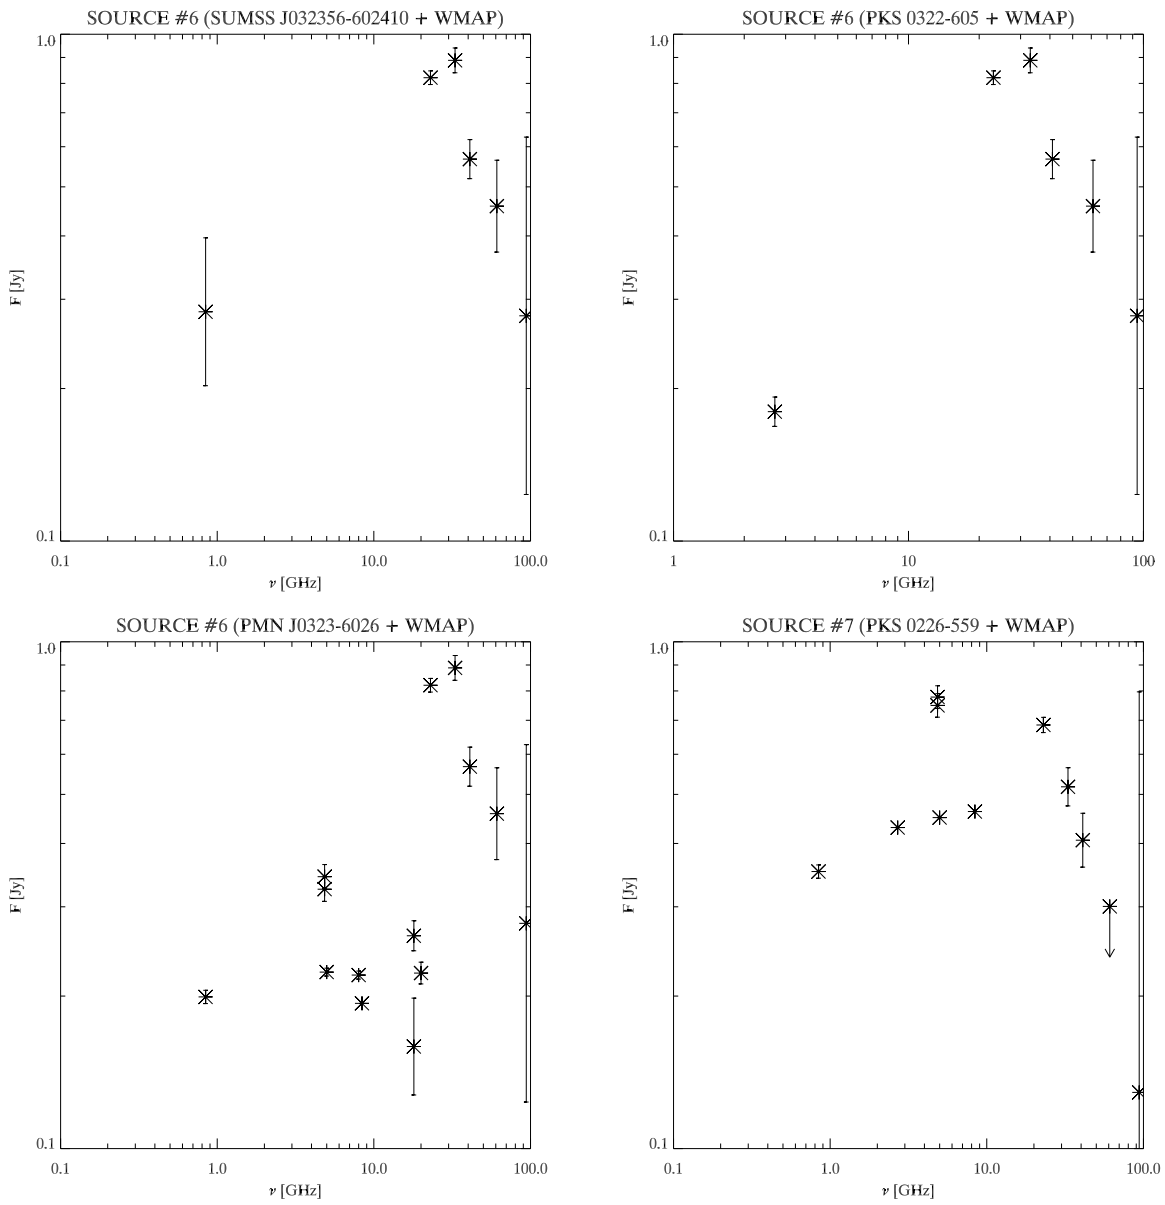 SOURCE #6 (SUMSS J032356-602410 + WMAP)
1.0
F [Jy]
0.1
0.1 1.0 10.0 100.0
ν [GHz]
SOURCE #6 (PKS 0322-605 + WMAP)
1.0
F [Jy]
0.1
1 10 100
ν [GHz]
SOURCE #6 (PMN J0323-6026 + WMAP)
1.0
F [Jy]
0.1
0.1 1.0 10.0 100.0
ν [GHz]
SOURCE #7 (PKS 0226-559 + WMAP)
1.0
F [Jy]
0.1
0.1 1.0 10.0 100.0
ν [GHz]